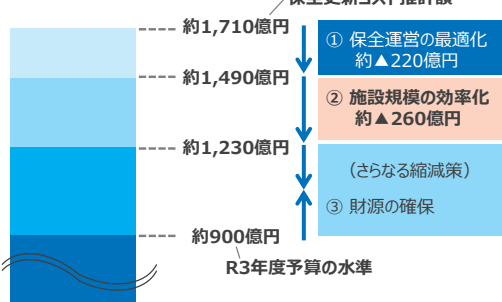 約1,710億円
① 保全運営の最適化
約▲220億円
約1,490億円
② 施設規模の効率化
約▲260億円
約1,230億円
（さらなる縮減策）
③ 財源の確保
約900億円
R3年度予算の水準